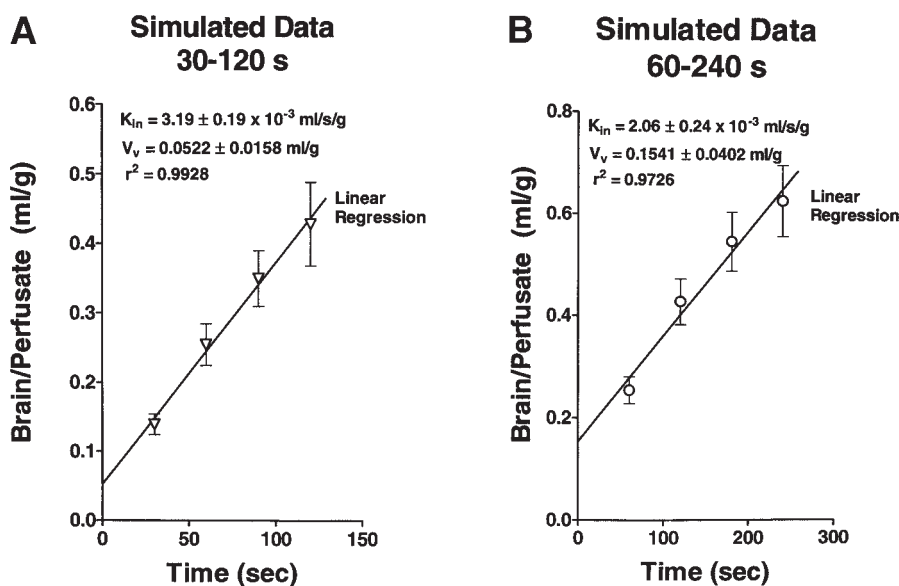 A
Simulated Data
30-120 s
K_in = 3.19 ± 0.19 x 10^-3 ml/s/g
V_v = 0.0522 ± 0.0158 ml/g
r^2 = 0.9928
Linear
Regression
Brain/Perfusate (ml/g)
0.6
0.5
0.4
0.3
0.2
0.1
0.0
0
50
100
150
Time (sec)
B
Simulated Data
60-240 s
K_in = 2.06 ± 0.24 x 10^-3 ml/s/g
V_v = 0.1541 ± 0.0402 ml/g
r^2 = 0.9726
Linear
Regression
Brain/Perfusate (ml/g)
0.8
0.6
0.4
0.2
0.0
0
100
200
300
Time (sec)